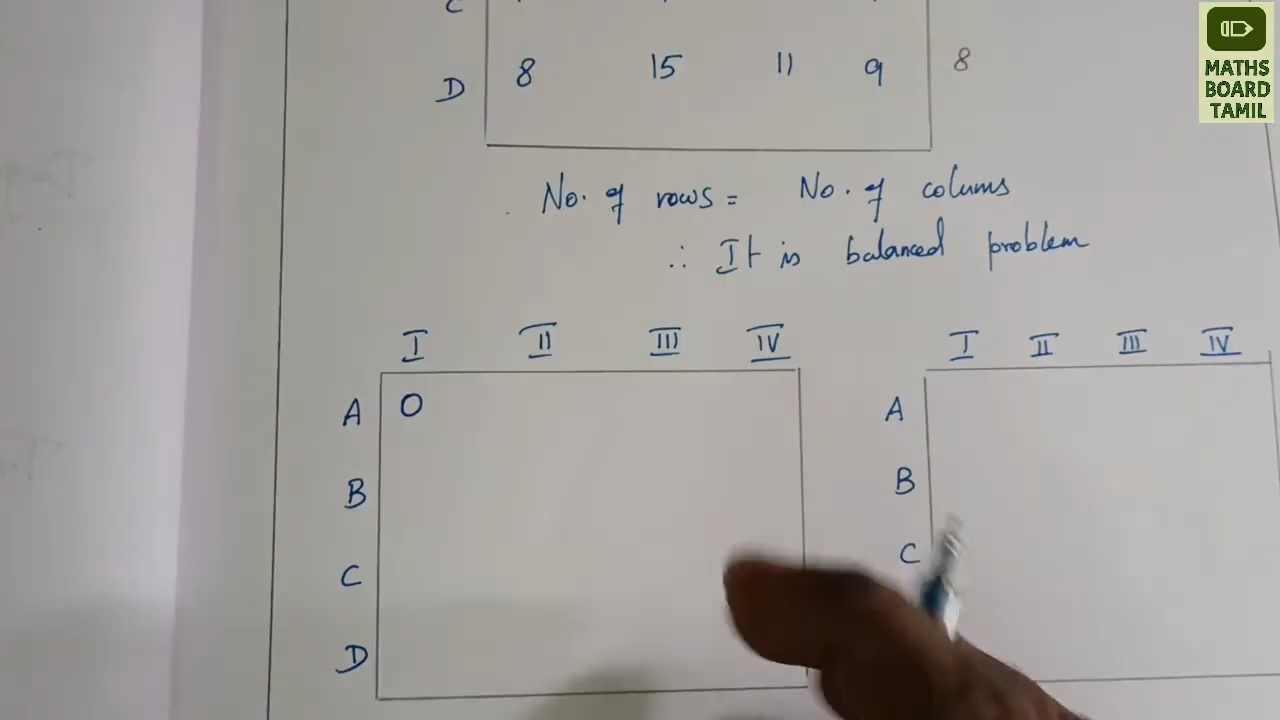 D 8 15 11 9 8
MATHS
BOARD
TAMIL
No. of rows = No. of colums
∴ It is balanced problem
I II III IV
A 0
B
C
D
I II III IV
A
B
C